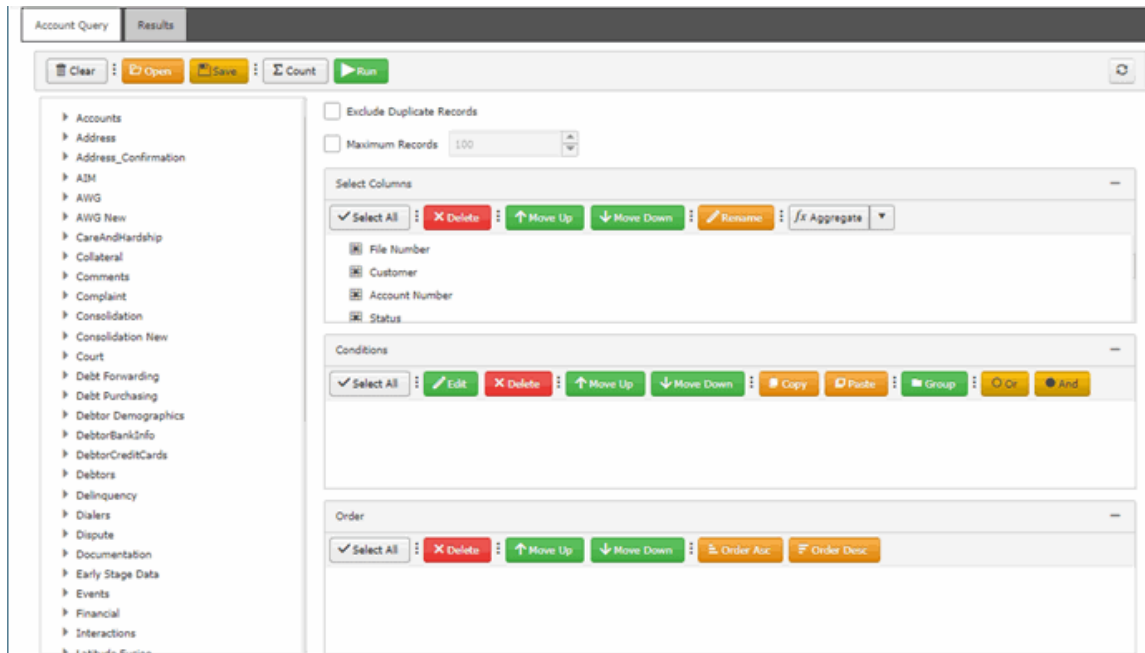 Account Query Results
Clear Open Save Σ Count Run
Accounts
Address
Address_Confirmation
AIM
AWG
AWG New
CareAndHardship
Collateral
Comments
Complaint
Consolidation
Consolidation New
Court
Debt Forwarding
Debt Purchasing
Debtor Demographics
DebtorBankInfo
DebtorCreditCards
Debtors
Delinquency
Dialers
Dispute
Documentation
Early Stage Data
Events
Financial
Interactions
Latitude Fusion
Exclude Duplicate Records
Maximum Records 100
Select Columns
Select All Delete Move Up Move Down Rename fx Aggregate
File Number
Customer
Account Number
Status
Conditions
Select All Edit Delete Move Up Move Down Copy Paste Group Or And
Order
Select All Delete Move Up Move Down Order Asc Order Desc